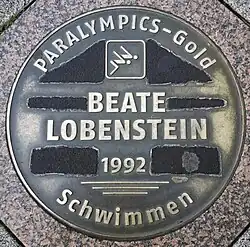 PARALYMPICS-Gold
BEATE
LOBENSTEIN
1992
Schwimmen